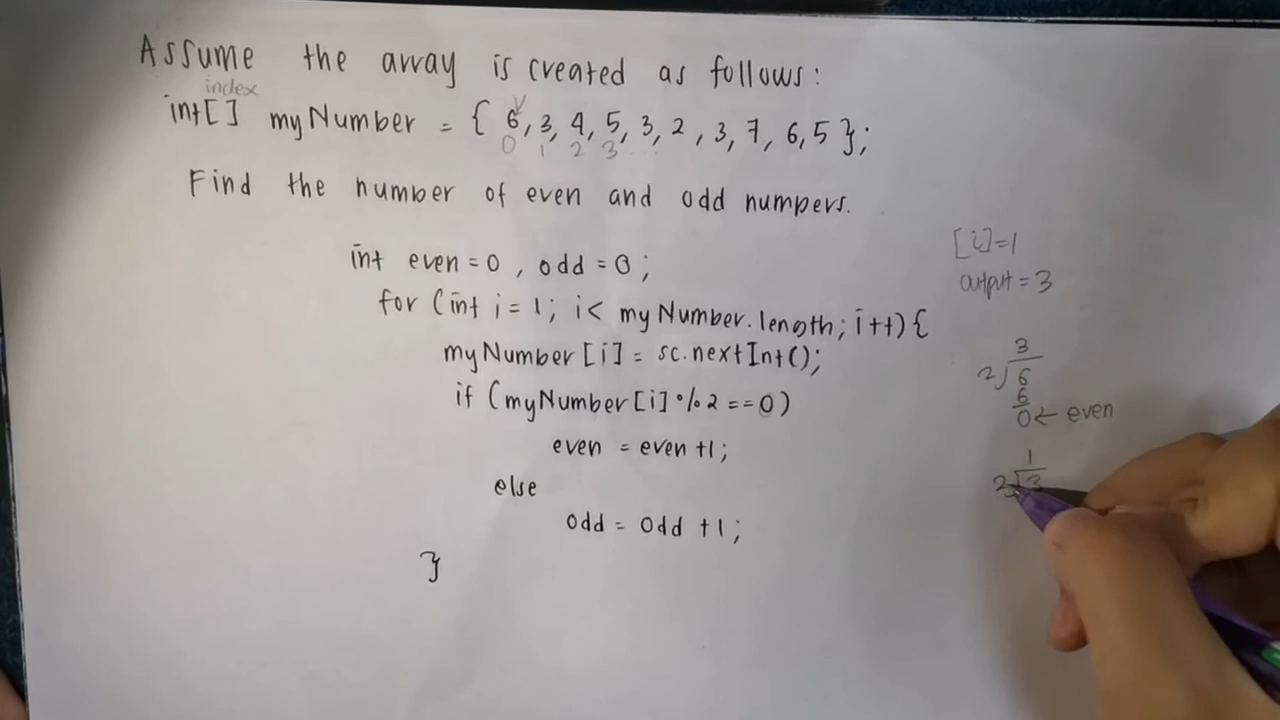 Assume the array is created as follows:
index
int[] myNumber = { 6, 3, 4, 5, 3, 2, 3, 7, 6, 5 };
0 1 2 3
Find the number of even and odd numpers.
int even = 0, odd = 0;
for (int i = 1; i < myNumber.length; i++) {
myNumber [i] = sc.nextInt();
if (myNumber [i] % 2 == 0)
even = even +1;
else
odd = odd +1;
}
[i]=1
output = 3
3
2 6
6
0 ← even
1
2 3